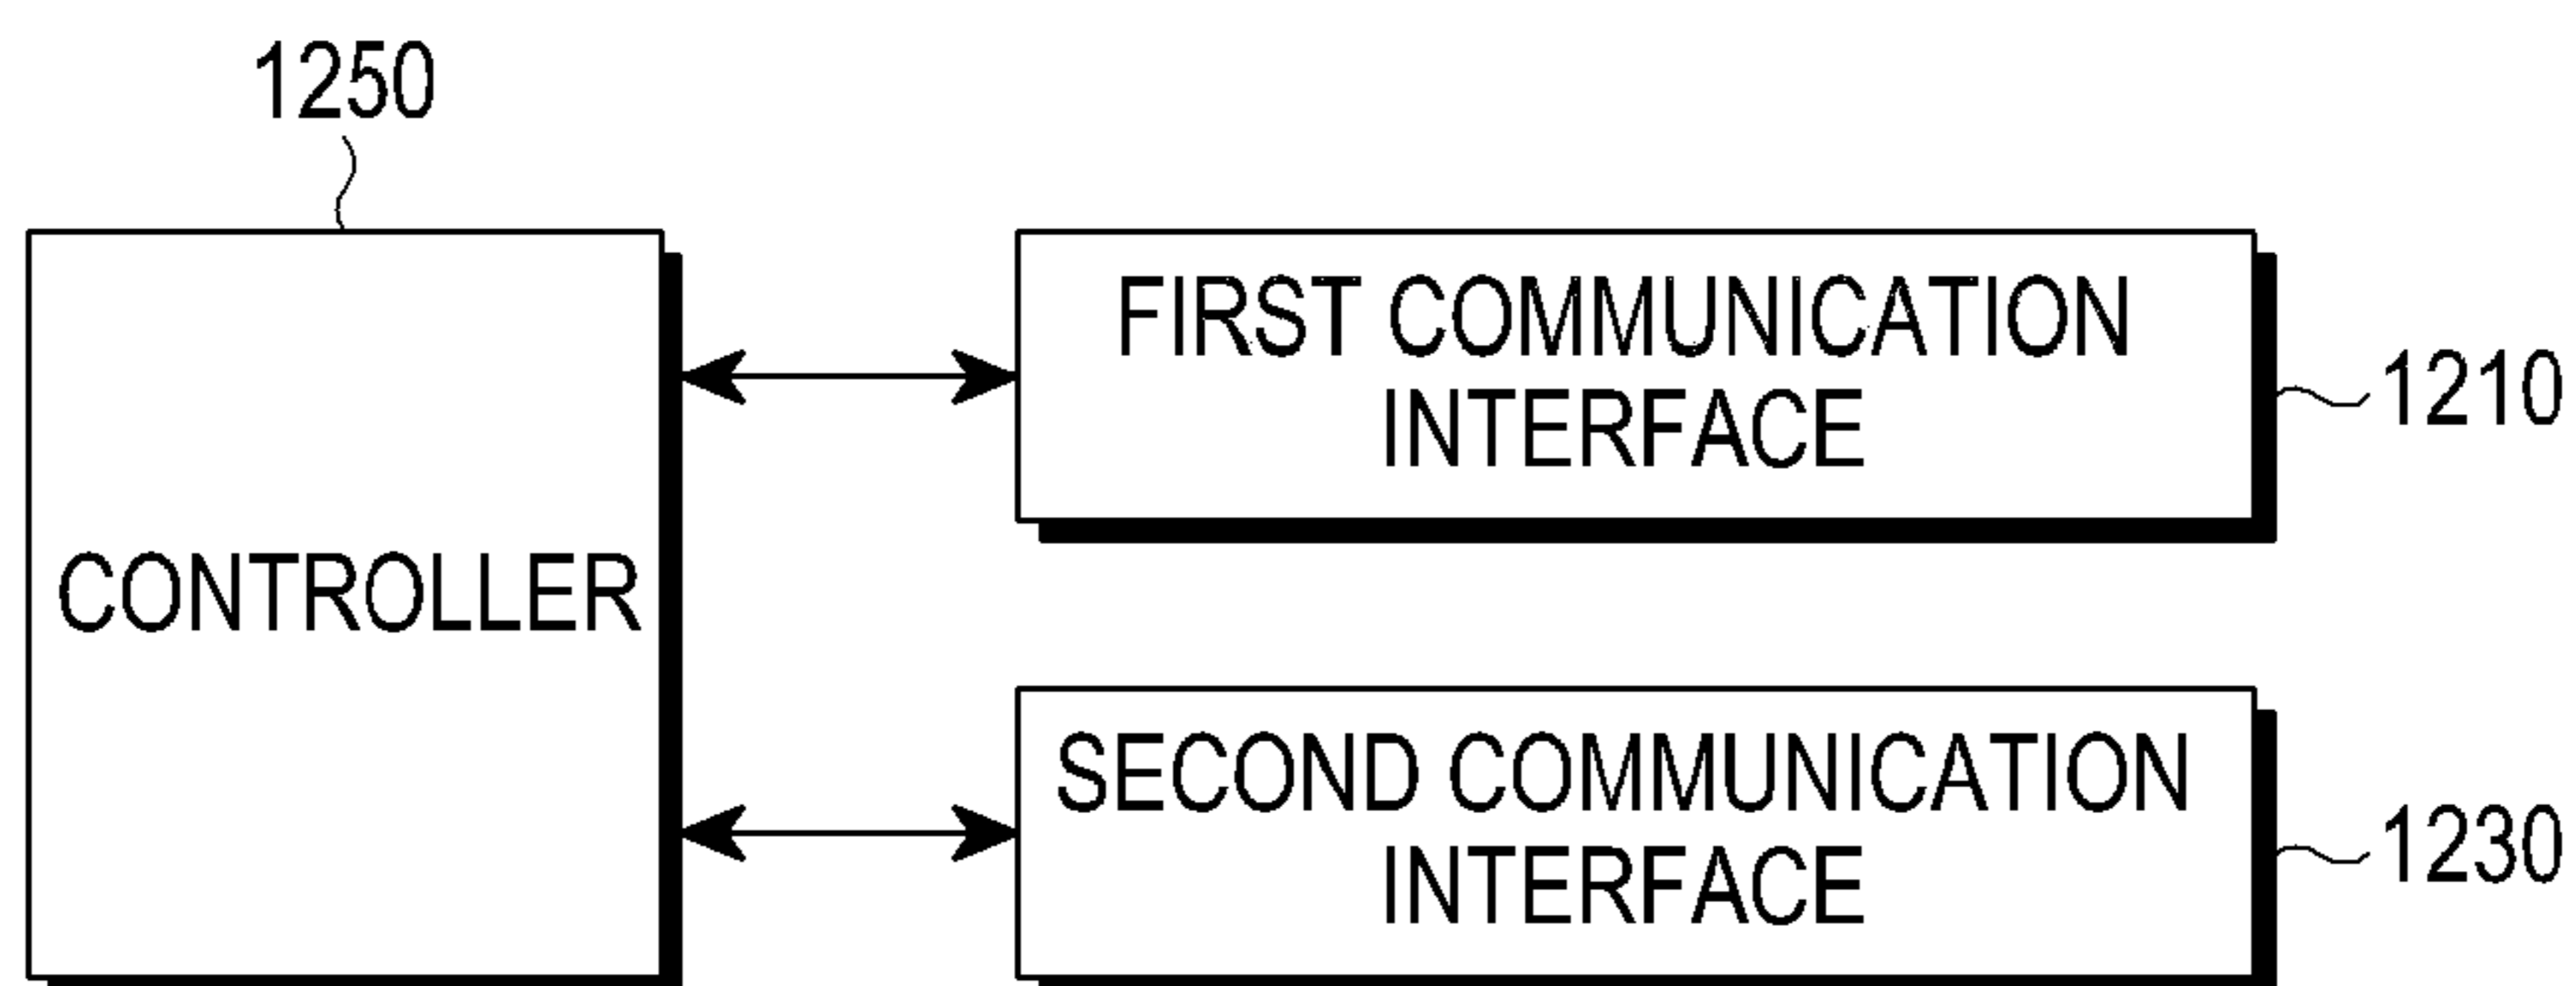 1250
CONTROLLER
FIRST COMMUNICATION
INTERFACE
1210
SECOND COMMUNICATION
INTERFACE
1230